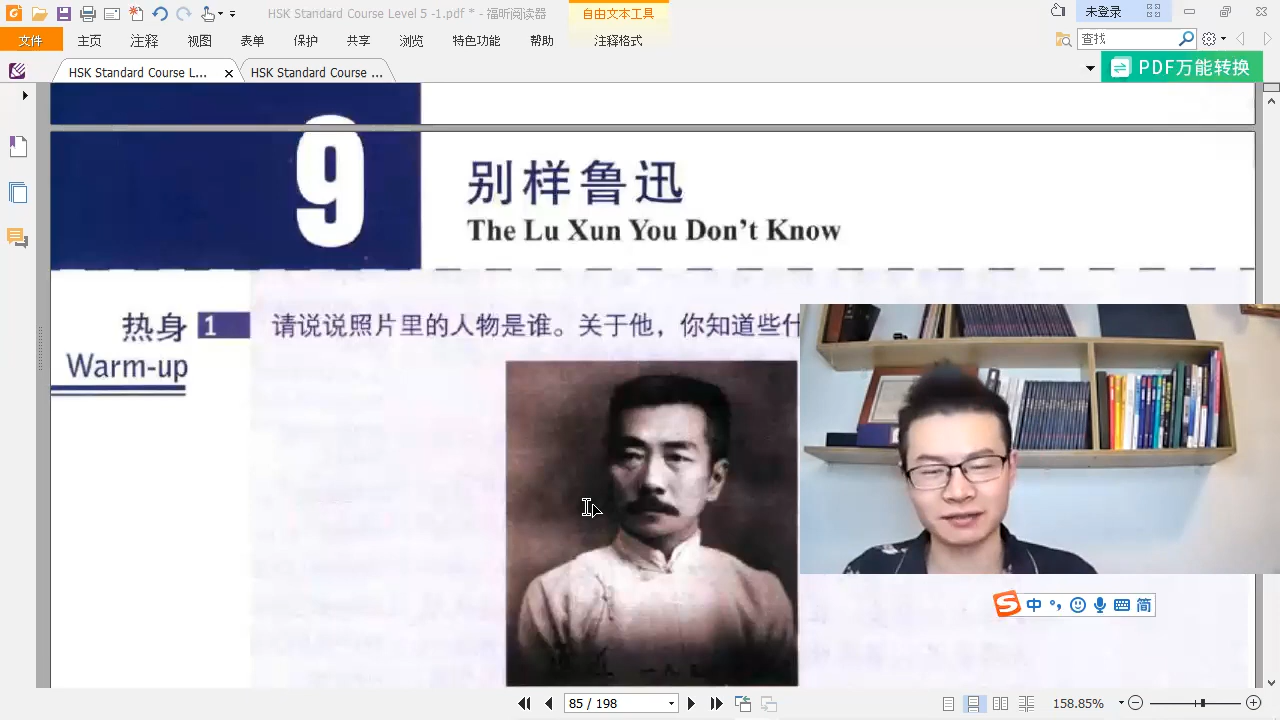 HSK Standard Course Level 5 -1.pdf * - 福昕阅读器
自由文本工具
未登录
文件
主页
注释
视图
表单
保护
共享
浏览
特色功能
帮助
注释格式
查找
HSK Standard Course L...
HSK Standard Course ...
PDF万能转换
9
别样鲁迅
The Lu Xun You Don't Know
热身 1
Warm-up
请说说照片里的人物是谁。关于他，你知道些什
中
简
85 / 198
158.85%